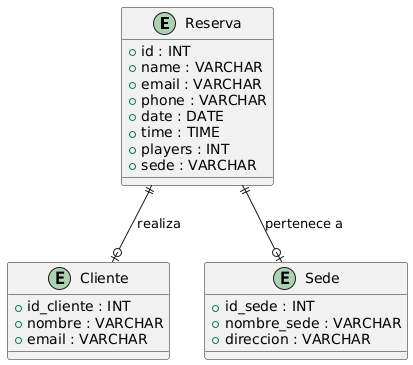 E Reserva
id : INT
name : VARCHAR
email : VARCHAR
phone : VARCHAR
date : DATE
time : TIME
players : INT
sede : VARCHAR
realiza
pertenece a
E Cliente
id_cliente : INT
nombre : VARCHAR
email : VARCHAR
E Sede
id_sede : INT
nombre_sede : VARCHAR
direccion : VARCHAR